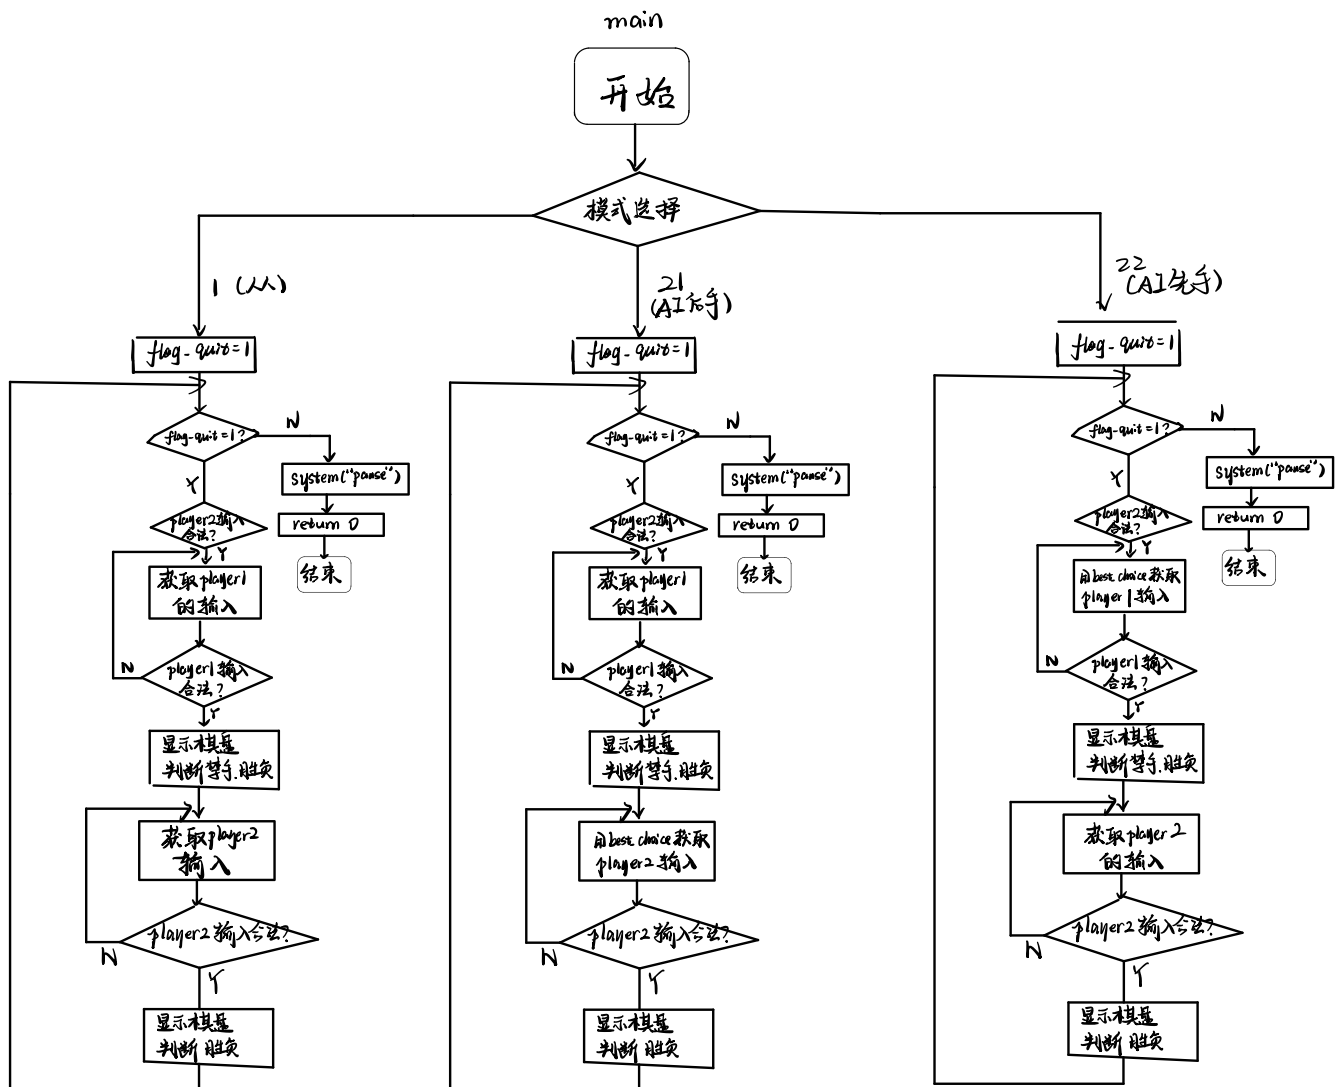 main
开始
模式选择
1 (人人)
flag-quit=1
flag-quit=1?
N
system("pause")
Y
return 0
player2输入
合法?
Y
结束
获取player1
的输入
N
player1输入
合法?
Y
显示棋盘
判断禁手.胜负
获取player2
输入
player2输入合法?
N
Y
显示棋盘
判断胜负
21
(AI后手)
flag-quit=1
flag-quit=1?
N
system("pause")
Y
return 0
player2输入
合法?
Y
结束
获取player1
的输入
N
player1输入
合法?
Y
显示棋盘
判断禁手.胜负
用best choice获取
player2输入
player2输入合法?
N
Y
显示棋盘
判断胜负
22
(AI先手)
flag-quit=1
flag-quit=1?
N
system("pause")
Y
return 0
player2输入
合法?
Y
结束
用best choice获取
player1输入
N
player1输入
合法?
Y
显示棋盘
判断禁手.胜负
获取player2
的输入
player2输入合法?
N
Y
显示棋盘
判断胜负